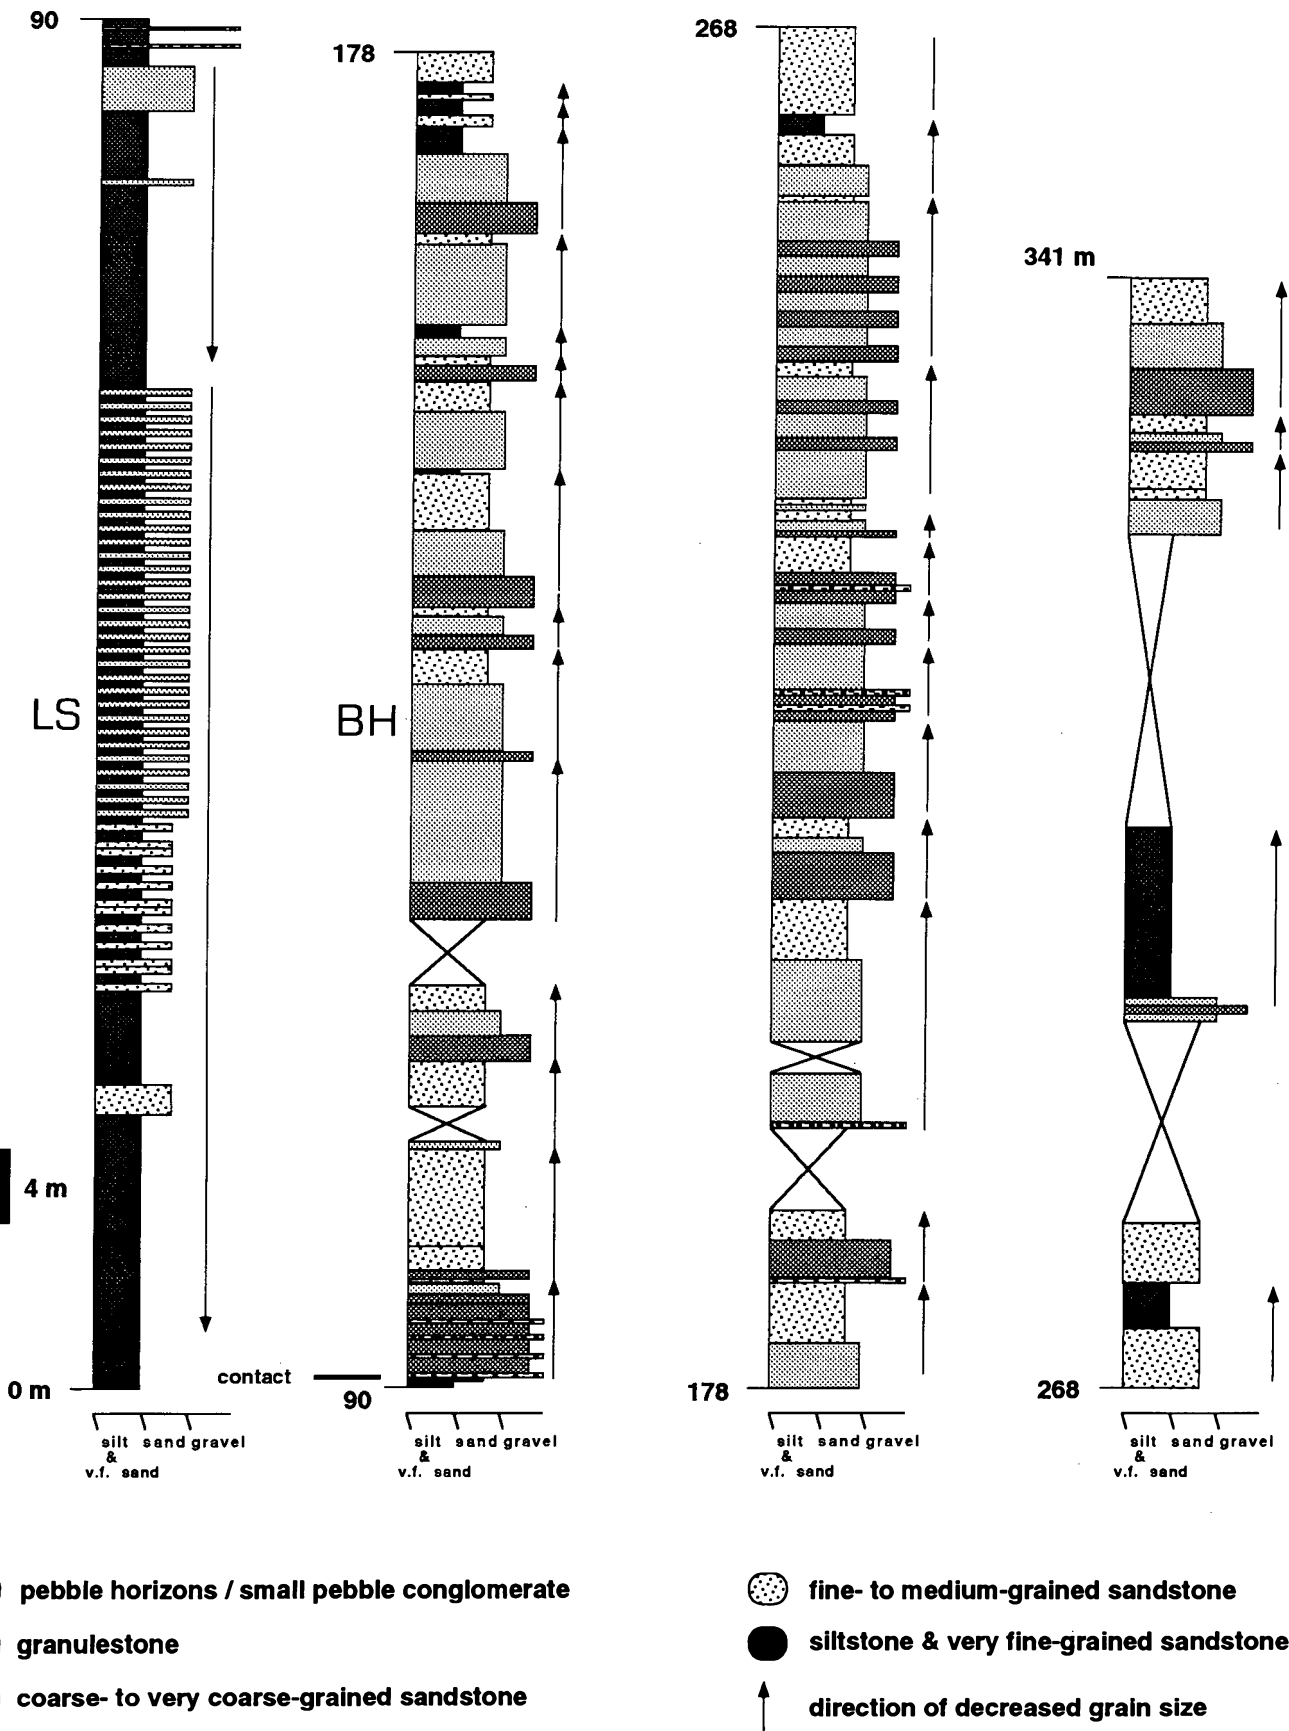 90
178
268
341 m
LS
BH
4 m
0 m
contact
90
178
268
silt sand gravel
&
v.f. sand
silt sand gravel
&
v.f. sand
silt sand gravel
&
v.f. sand
silt sand gravel
&
v.f. sand
pebble horizons / small pebble conglomerate
granulestone
coarse- to very coarse-grained sandstone
fine- to medium-grained sandstone
siltstone & very fine-grained sandstone
direction of decreased grain size